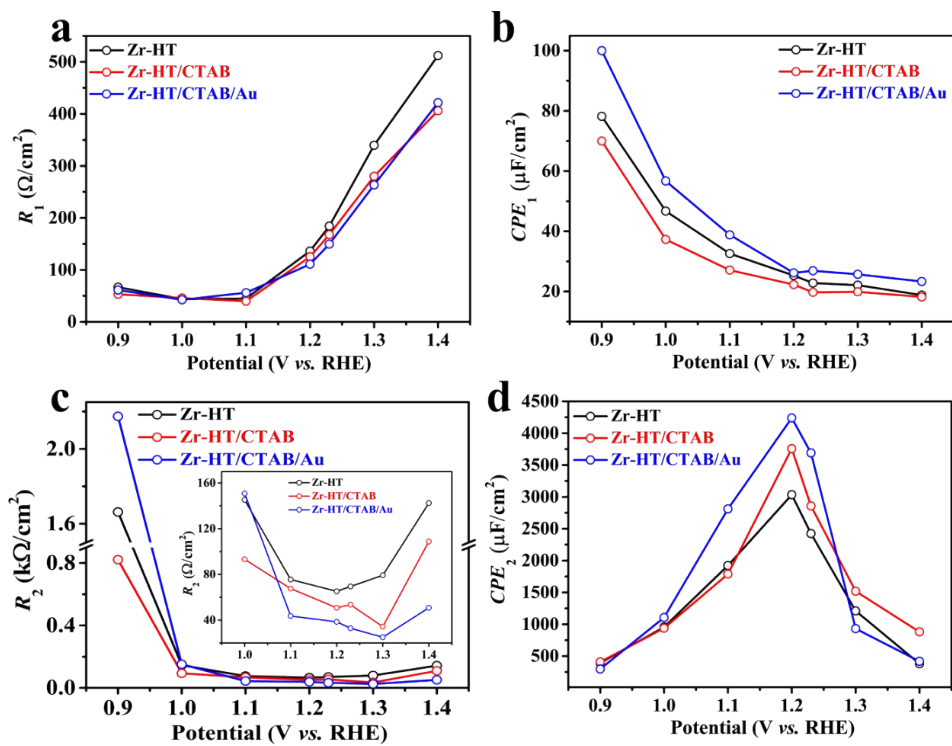 a
Zr-HT
Zr-HT/CTAB
Zr-HT/CTAB/Au
R1 (Ω/cm2)
500
400
300
200
100
0
0.9 1.0 1.1 1.2 1.3 1.4
Potential (V vs. RHE)
b
Zr-HT
Zr-HT/CTAB
Zr-HT/CTAB/Au
CPE1 (μF/cm2)
100
80
60
40
20
0.9 1.0 1.1 1.2 1.3 1.4
Potential (V vs. RHE)
c
Zr-HT
Zr-HT/CTAB
Zr-HT/CTAB/Au
R2 (kΩ/cm2)
2.0
1.6
0.8
0.4
0.0
Zr-HT
Zr-HT/CTAB
Zr-HT/CTAB/Au
R2 (Ω/cm2)
160
120
80
40
1.0 1.1 1.2 1.3 1.4
0.9 1.0 1.1 1.2 1.3 1.4
Potential (V vs. RHE)
d
Zr-HT
Zr-HT/CTAB
Zr-HT/CTAB/Au
CPE2 (μF/cm2)
4500
4000
3500
3000
2500
2000
1500
1000
500
0.9 1.0 1.1 1.2 1.3 1.4
Potential (V vs. RHE)